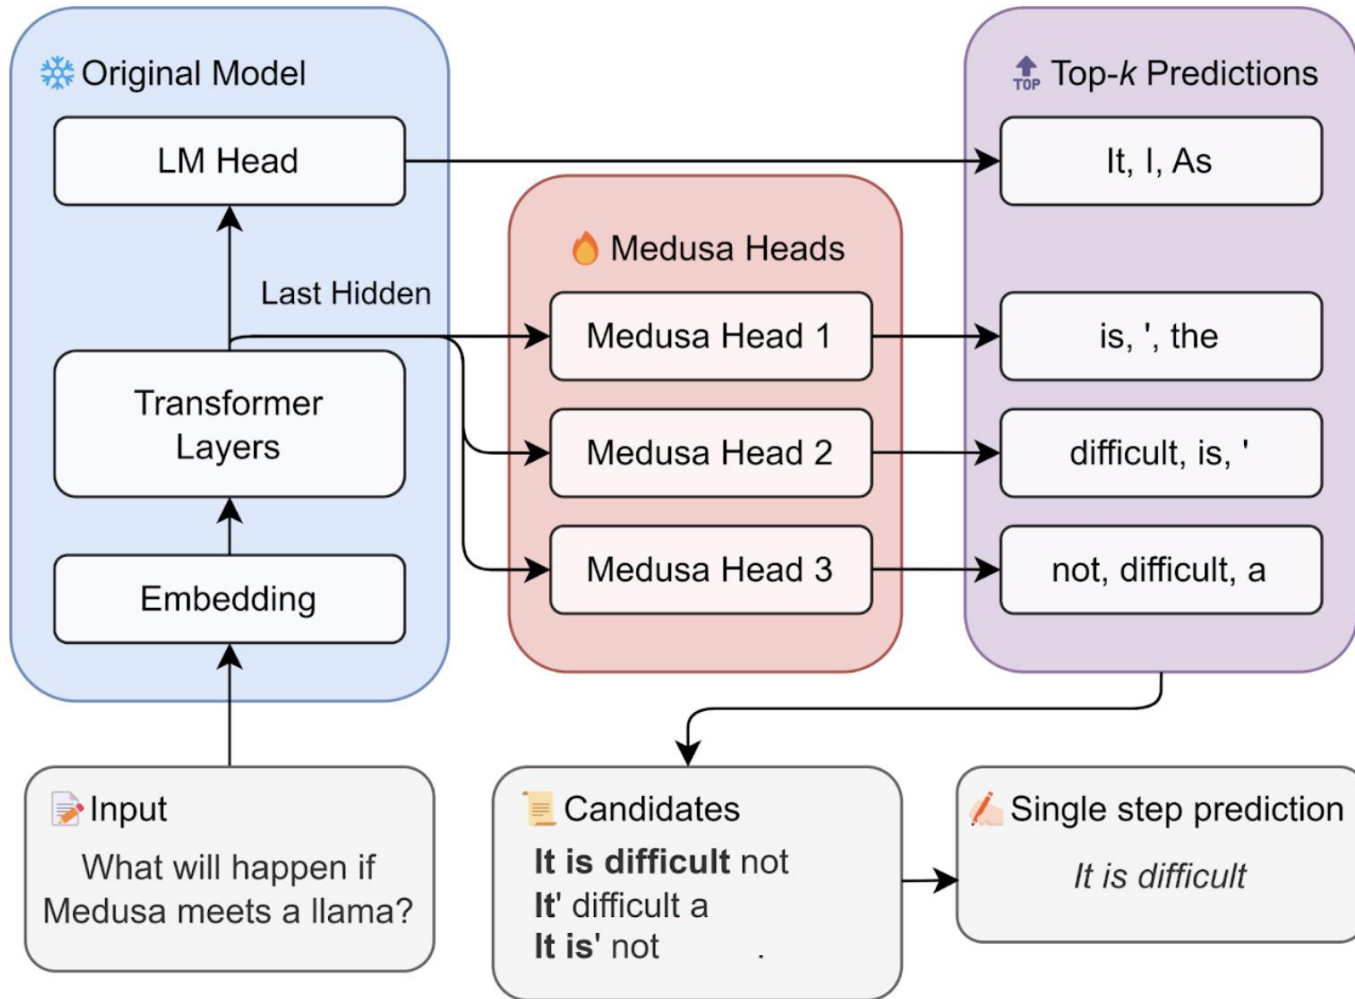 Original Model
LM Head
Last Hidden
Transformer
Layers
Embedding
Medusa Heads
Medusa Head 1
Medusa Head 2
Medusa Head 3
TOP
Top-k Predictions
It, I, As
is, ', the
difficult, is, '
not, difficult, a
Input
What will happen if
Medusa meets a llama?
Candidates
It is difficult not
It' difficult a
It is' not .
Single step prediction
It is difficult